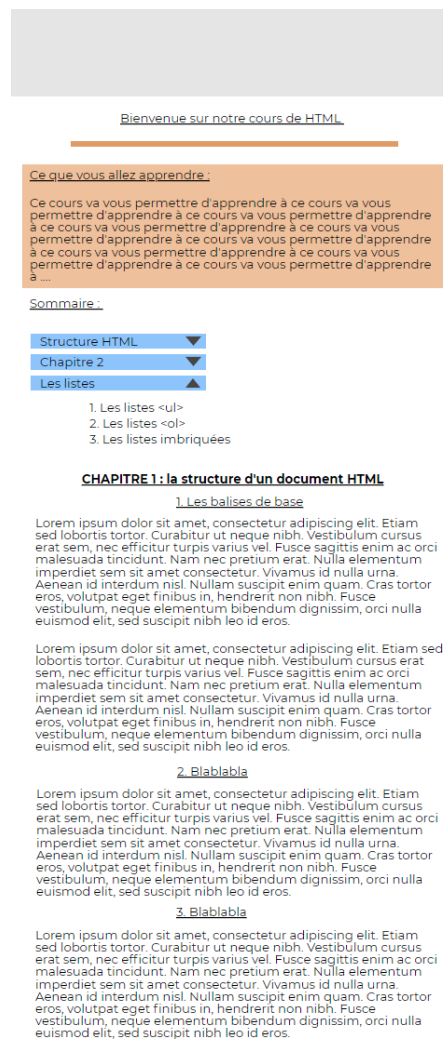 Bienvenue sur notre cours de HTML
Ce que vous allez apprendre :
Ce cours va vous permettre d'apprendre à ce cours va vous
permettre d'apprendre à ce cours va vous permettre d'apprendre
à ce cours va vous permettre d'apprendre à ce cours va vous
permettre d'apprendre à ce cours va vous permettre d'apprendre
à ce cours va vous permettre d'apprendre à ce cours va vous
permettre d'apprendre à ce cours va vous permettre d'apprendre
à ....
Sommaire :
Structure HTML
Chapitre 2
Les listes
1. Les listes <ul>
2. Les listes <ol>
3. Les listes imbriquées
CHAPITRE 1 : la structure d'un document HTML
1. Les balises de base
Lorem ipsum dolor sit amet, consectetur adipiscing elit. Etiam
sed lobortis tortor. Curabitur ut neque nibh. Vestibulum cursus
erat sem, nec efficitur turpis varius vel. Fusce sagittis enim ac orci
malesuada tincidunt. Nam nec pretium erat. Nulla elementum
imperdiet sem sit amet consectetur. Vivamus id nulla urna.
Aenean id interdum nisl. Nullam suscipit enim quam. Cras tortor
eros, volutpat eget finibus in, hendrerit non nibh. Fusce
vestibulum, neque elementum bibendum dignissim, orci nulla
euismod elit, sed suscipit nibh leo id eros.
Lorem ipsum dolor sit amet, consectetur adipiscing elit. Etiam sed
lobortis tortor. Curabitur ut neque nibh. Vestibulum cursus erat
sem, nec efficitur turpis varius vel. Fusce sagittis enim ac orci
malesuada tincidunt. Nam nec pretium erat. Nulla elementum
imperdiet sem sit amet consectetur. Vivamus id nulla urna.
Aenean id interdum nisl. Nullam suscipit enim quam. Cras tortor
eros, volutpat eget finibus in, hendrerit non nibh. Fusce
vestibulum, neque elementum bibendum dignissim, orci nulla
euismod elit, sed suscipit nibh leo id eros.
2. Blablabla
Lorem ipsum dolor sit amet, consectetur adipiscing elit. Etiam
sed lobortis tortor. Curabitur ut neque nibh. Vestibulum cursus
erat sem, nec efficitur turpis varius vel. Fusce sagittis enim ac orci
malesuada tincidunt. Nam nec pretium erat. Nulla elementum
imperdiet sem sit amet consectetur. Vivamus id nulla urna.
Aenean id interdum nisl. Nullam suscipit enim quam. Cras tortor
eros, volutpat eget finibus in, hendrerit non nibh. Fusce
vestibulum, neque elementum bibendum dignissim, orci nulla
euismod elit, sed suscipit nibh leo id eros.
3. Blablabla
Lorem ipsum dolor sit amet, consectetur adipiscing elit. Etiam
sed lobortis tortor. Curabitur ut neque nibh. Vestibulum cursus
erat sem, nec efficitur turpis varius vel. Fusce sagittis enim ac orci
malesuada tincidunt. Nam nec pretium erat. Nulla elementum
imperdiet sem sit amet consectetur. Vivamus id nulla urna.
Aenean id interdum nisl. Nullam suscipit enim quam. Cras tortor
eros, volutpat eget finibus in, hendrerit non nibh. Fusce
vestibulum, neque elementum bibendum dignissim, orci nulla
euismod elit, sed suscipit nibh leo id eros.